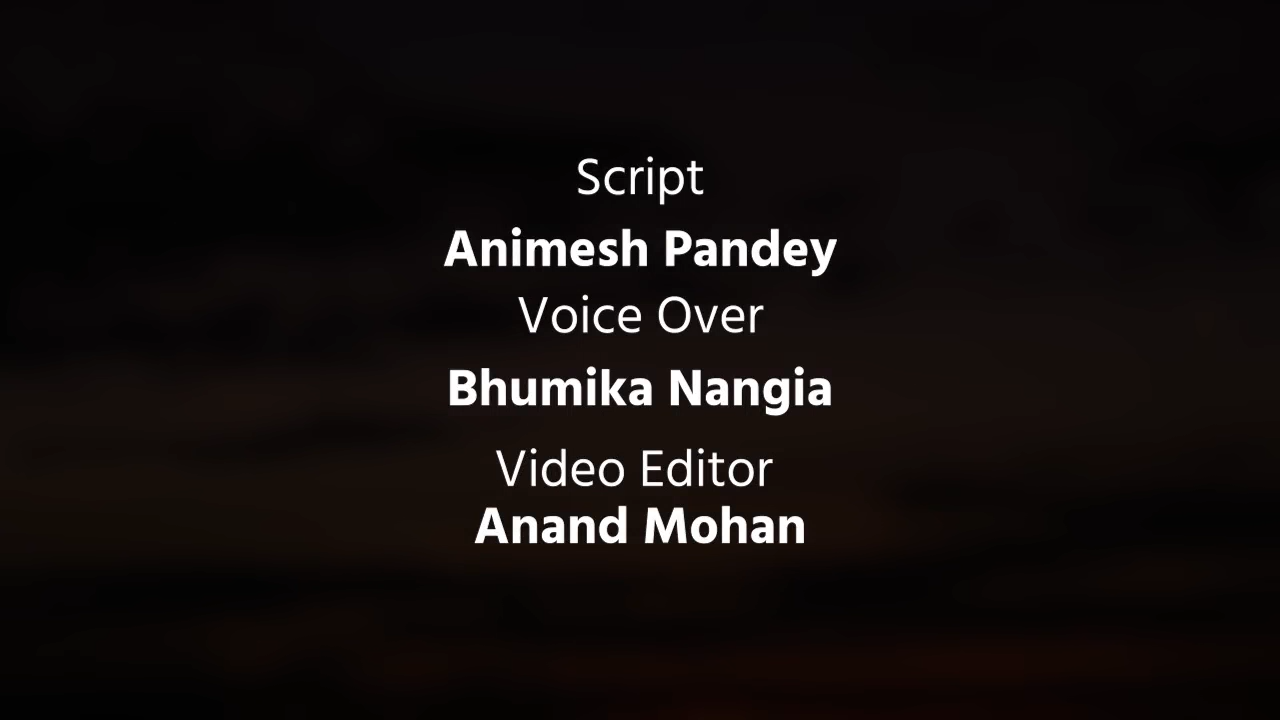 Script
Animesh Pandey
Voice Over
Bhumika Nangia
Video Editor
Anand Mohan